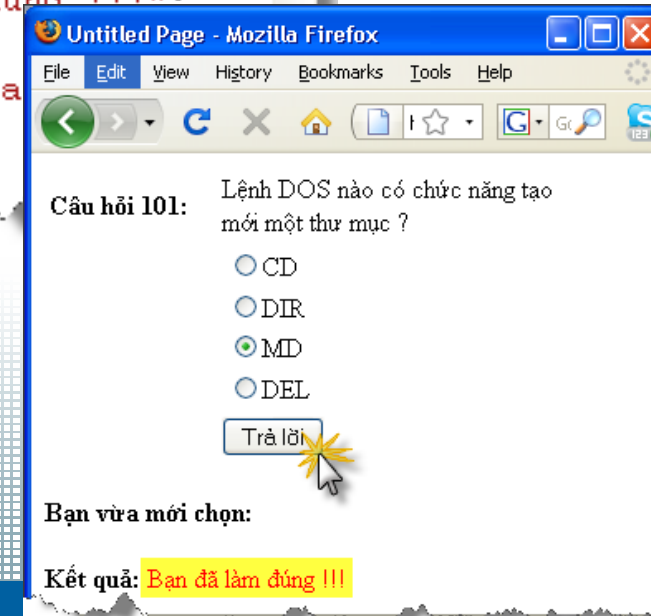 Untitled Page - Mozilla Firefox
File Edit View History Bookmarks Tools Help
G
Câu hỏi 101:
Lệnh DOS nào có chức năng tạo
mới một thư mục ?
CD
DIR
MD
DEL
Trả lời
Bạn vừa mới chọn:
Kết quả: Bạn đã làm đúng !!!